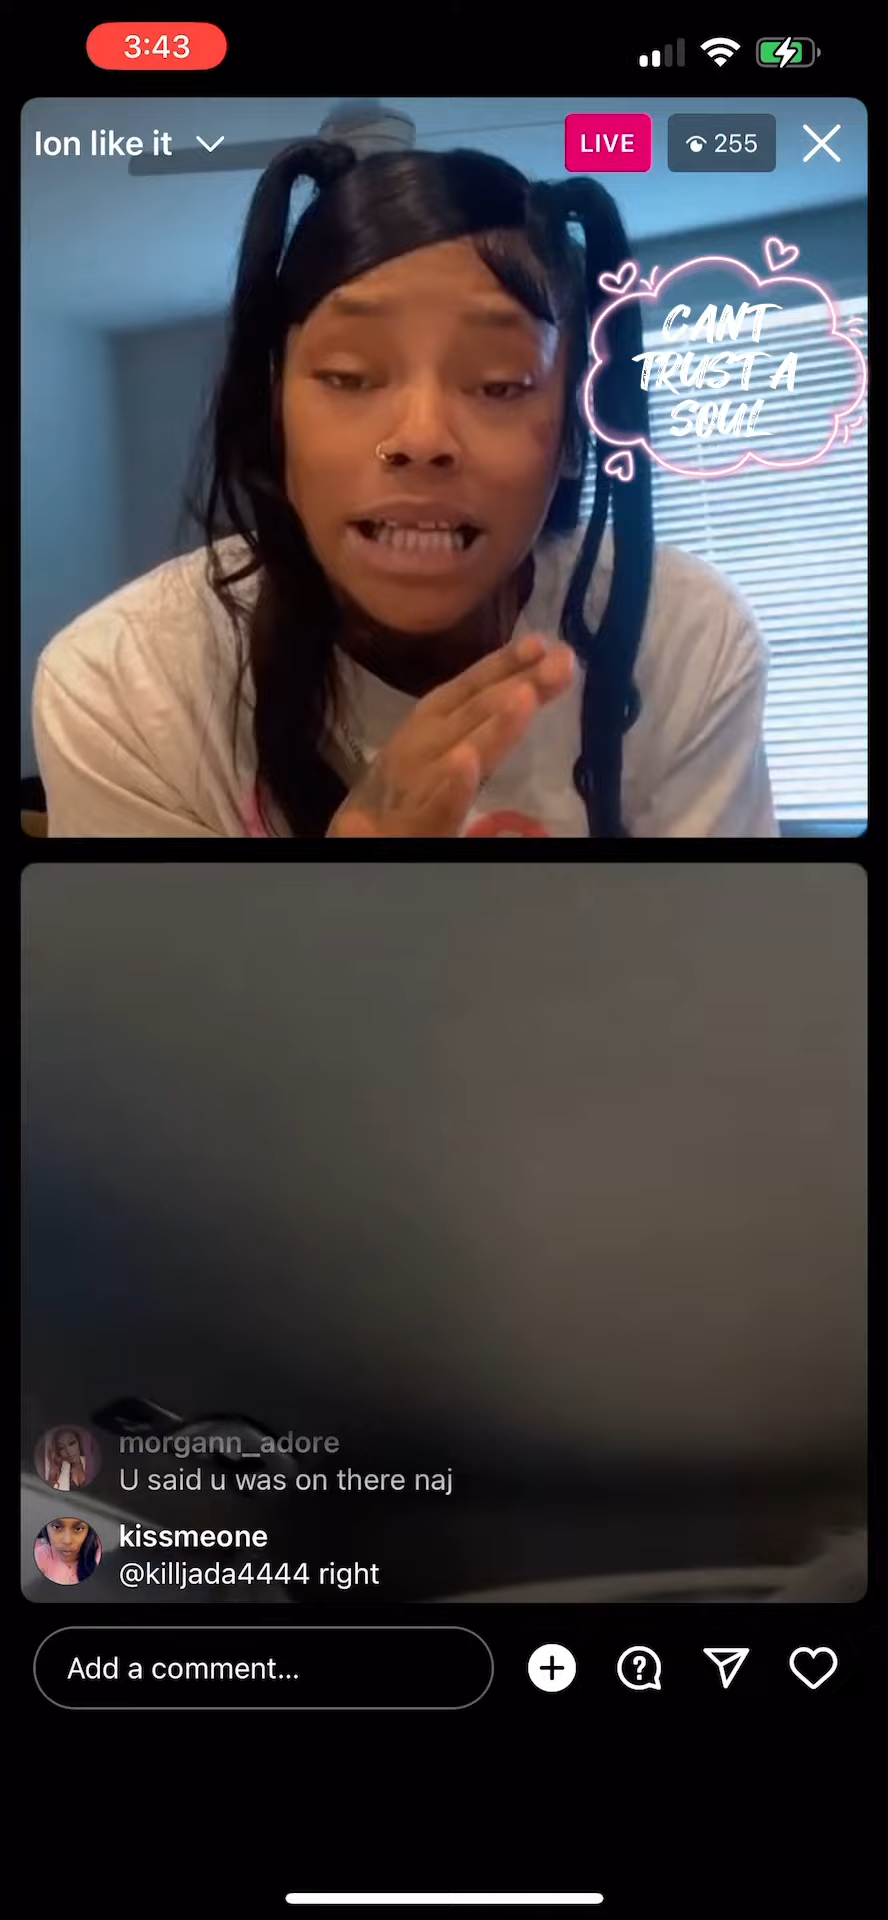 3:43
Ion like it
LIVE
255
CANT
TRUST A
SOUL
morgann_adore
U said u was on there naj
kissmeone
@killjada4444 right
Add a comment...